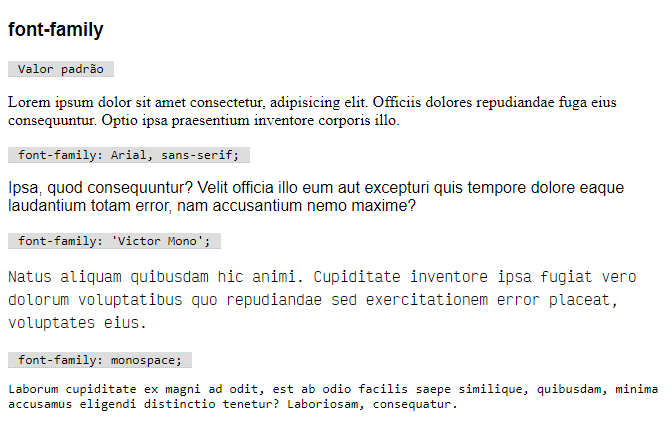 font-family
Valor padrão
Lorem ipsum dolor sit amet consectetur, adipisicing elit. Officiis dolores repudiandae fuga eius
consequuntur. Optio ipsa praesentium inventore corporis illo.
font-family: Arial, sans-serif;
Ipsa, quod consequuntur? Velit officia illo eum aut excepturi quis tempore dolore eaque
laudantium totam error, nam accusantium nemo maxime?
font-family: 'Victor Mono';
Natus aliquam quibusdam hic animi. Cupiditate inventore ipsa fugiat vero
dolorum voluptatibus quo repudiandae sed exercitationem error placeat,
voluptates eius.
font-family: monospace;
Laborum cupiditate ex magni ad odit, est ab odio facilis saepe similique, quibusdam, minima
accusamus eligendi distinctio tenetur? Laboriosam, consequatur.